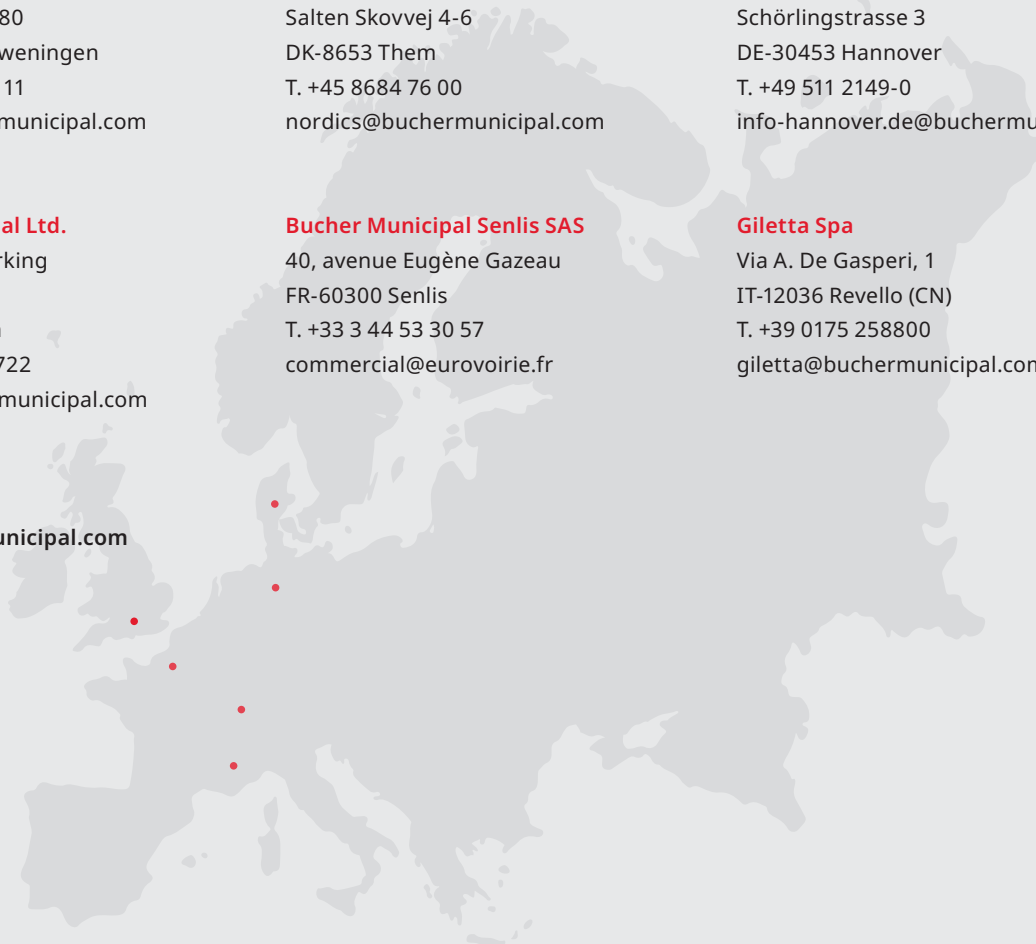 80
weningen
11
municipal.com
Salten Skovvej 4-6
DK-8653 Them
T. +45 8684 76 00
nordics@buchermunicipal.com
Schörlingstrasse 3
DE-30453 Hannover
T. +49 511 2149-0
info-hannover.de@buchermu
al Ltd.
rking
722
municipal.com
Bucher Municipal Senlis SAS
40, avenue Eugène Gazeau
FR-60300 Senlis
T. +33 3 44 53 30 57
commercial@eurovoirie.fr
Giletta Spa
Via A. De Gasperi, 1
IT-12036 Revello (CN)
T. +39 0175 258800
giletta@buchermunicipal.com
unicipal.com